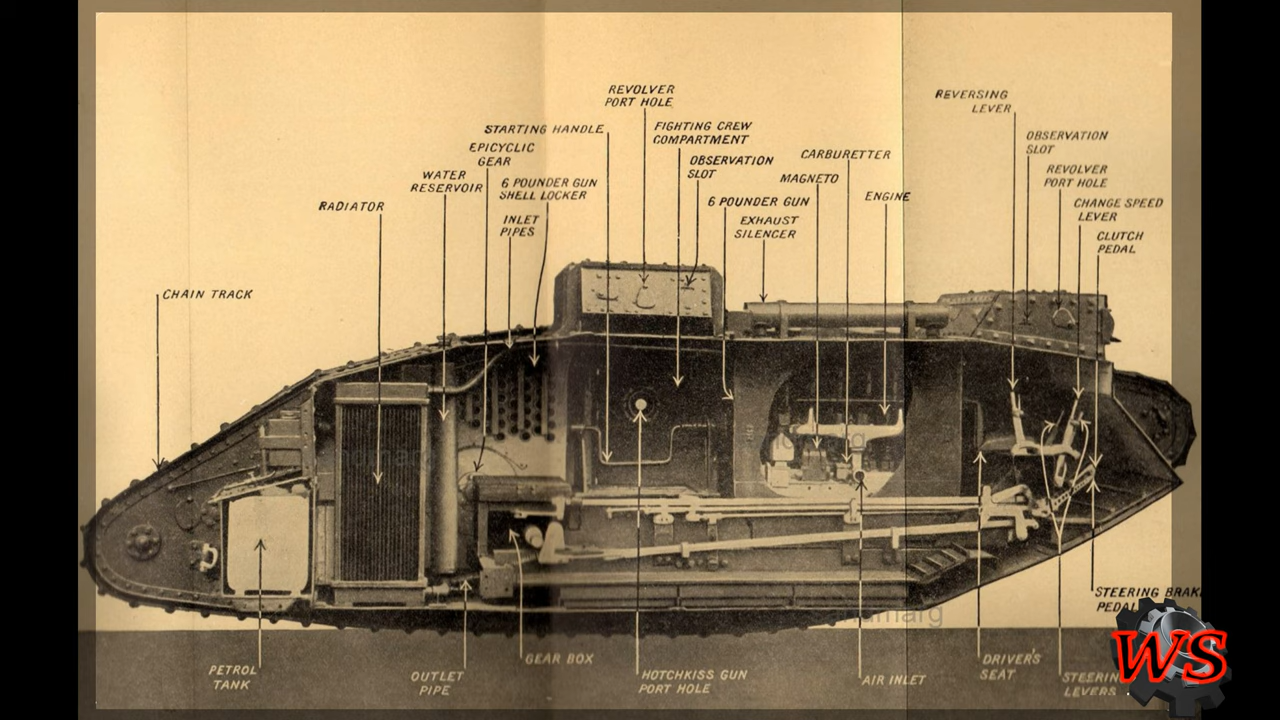 REVOLVER
PORT HOLE
REVERSING
LEVER
STARTING HANDLE
FIGHTING CREW
COMPARTMENT
OBSERVATION
SLOT
EPICYCLIC
GEAR
OBSERVATION
SLOT
CARBURETTER
REVOLVER
PORT HOLE
WATER
RESERVOIR
6 POUNDER GUN
SHELL LOCKER
MAGNETO
6 POUNDER GUN
ENGINE
CHANGE SPEED
LEVER
RADIATOR
INLET
PIPES
EXHAUST
SILENCER
CLUTCH
PEDAL
CHAIN TRACK
STEERING BRAK
PEDAL
PETROL
TANK
OUTLET
PIPE
GEAR BOX
HOTCHKISS GUN
PORT HOLE
AIR INLET
DRIVER'S
SEAT
STEERIN
LEVERS
WS